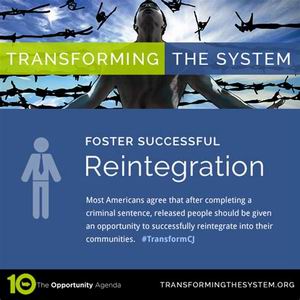 TRANSFORMING THE SYSTEM
FOSTER SUCCESSFUL
Reintegration
Most Americans agree that after completing a
criminal sentence, released people should be given
an opportunity to successfully reintegrate into their
communities. #TransformCJ
10 The Opportunity Agenda
TRANSFORMINGTHESYSTEM.ORG